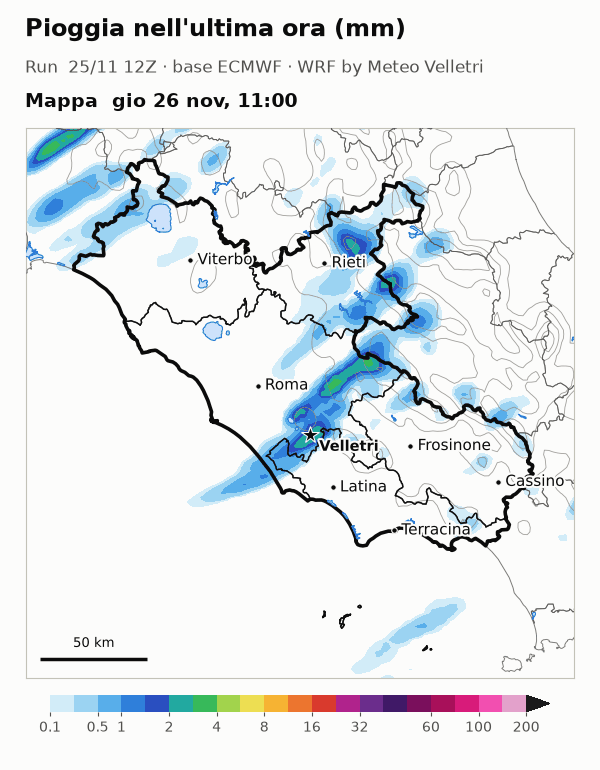 Pioggia nell'ultima ora (mm)
Run  25/11 12Z · base ECMWF · WRF by Meteo Velletri
Mappa  gio 26 nov, 11:00
Viterbo
Rieti
Roma
Velletri
Frosinone
Cassino
Latina
Terracina
50 km
0.1 0.5 1 2 4 8 16 32 60 100 200